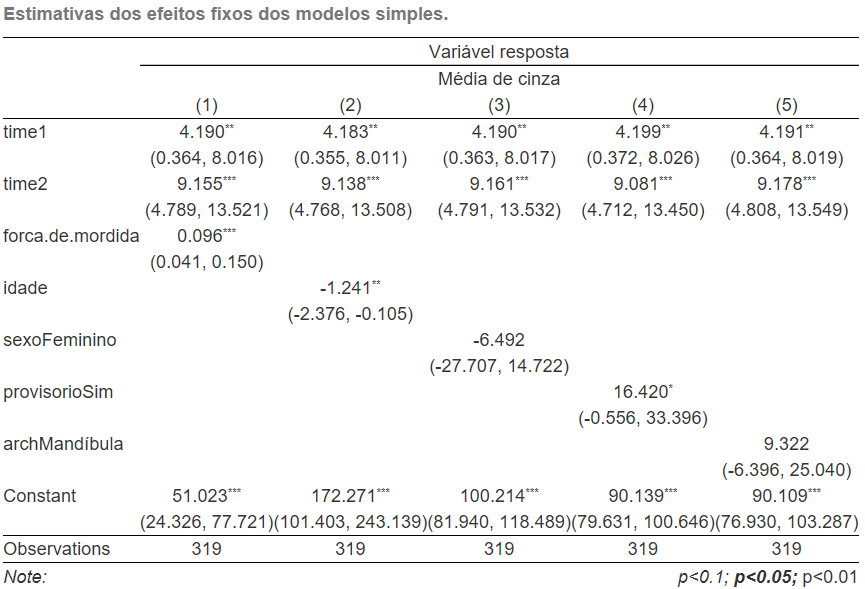 Estimativas dos efeitos fixos dos modelos simples.
Variável resposta
Média de cinza
(1) (2) (3) (4) (5)
time1 4.190** 4.183** 4.190** 4.199** 4.191**
(0.364, 8.016) (0.355, 8.011) (0.363, 8.017) (0.372, 8.026) (0.364, 8.019)
time2 9.155*** 9.138*** 9.161*** 9.081*** 9.178***
(4.789, 13.521) (4.768, 13.508) (4.791, 13.532) (4.712, 13.450) (4.808, 13.549)
forca.de.mordida 0.096***
(0.041, 0.150)
idade -1.241**
(-2.376, -0.105)
sexoFeminino -6.492
(-27.707, 14.722)
provisorioSim 16.420*
(-0.556, 33.396)
archMandíbula 9.322
(-6.396, 25.040)
Constant 51.023*** 172.271*** 100.214*** 90.139*** 90.109***
(24.326, 77.721)(101.403, 243.139)(81.940, 118.489)(79.631, 100.646)(76.930, 103.287)
Observations 319 319 319 319 319
Note: p<0.1; p<0.05; p<0.01